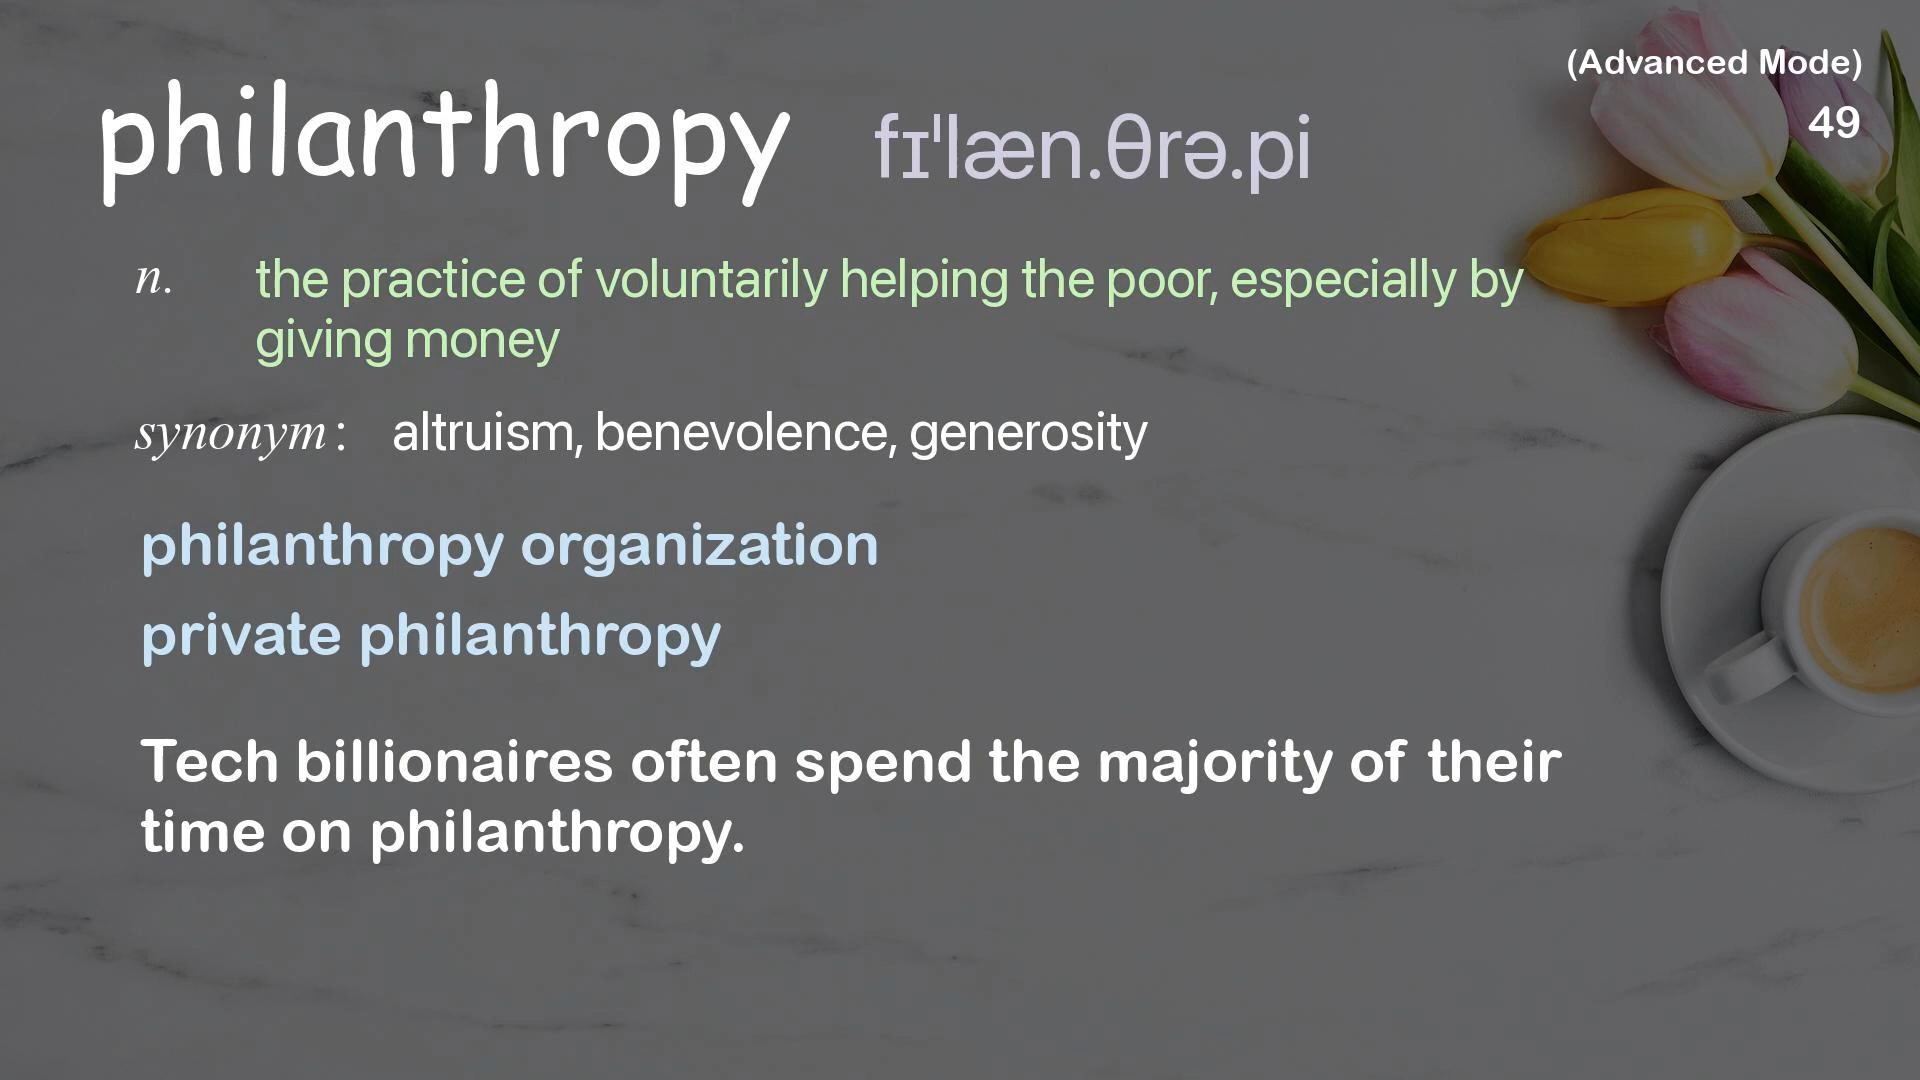 (Advanced Mode)
49
philanthropy fɪˈlæn.θrə.pi
n. the practice of voluntarily helping the poor, especially by
giving money
synonym: altruism, benevolence, generosity
philanthropy organization
private philanthropy
Tech billionaires often spend the majority of their
time on philanthropy.